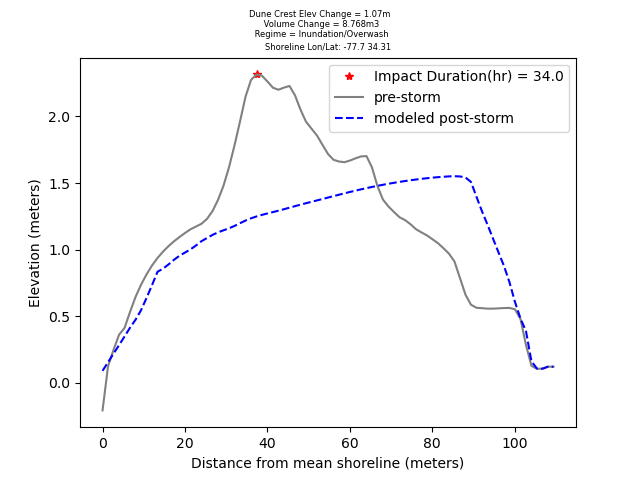 Dune Crest Elev Change = 1.07m
Volume Change = 8.768m3
Regime = Inundation/Overwash
Shoreline Lon/Lat: -77.7 34.31
Impact Duration(hr) = 34.0
pre-storm
modeled post-storm
Elevation (meters)
2.0
1.5
1.0
0.5
0.0
0 20 40 60 80 100
Distance from mean shoreline (meters)